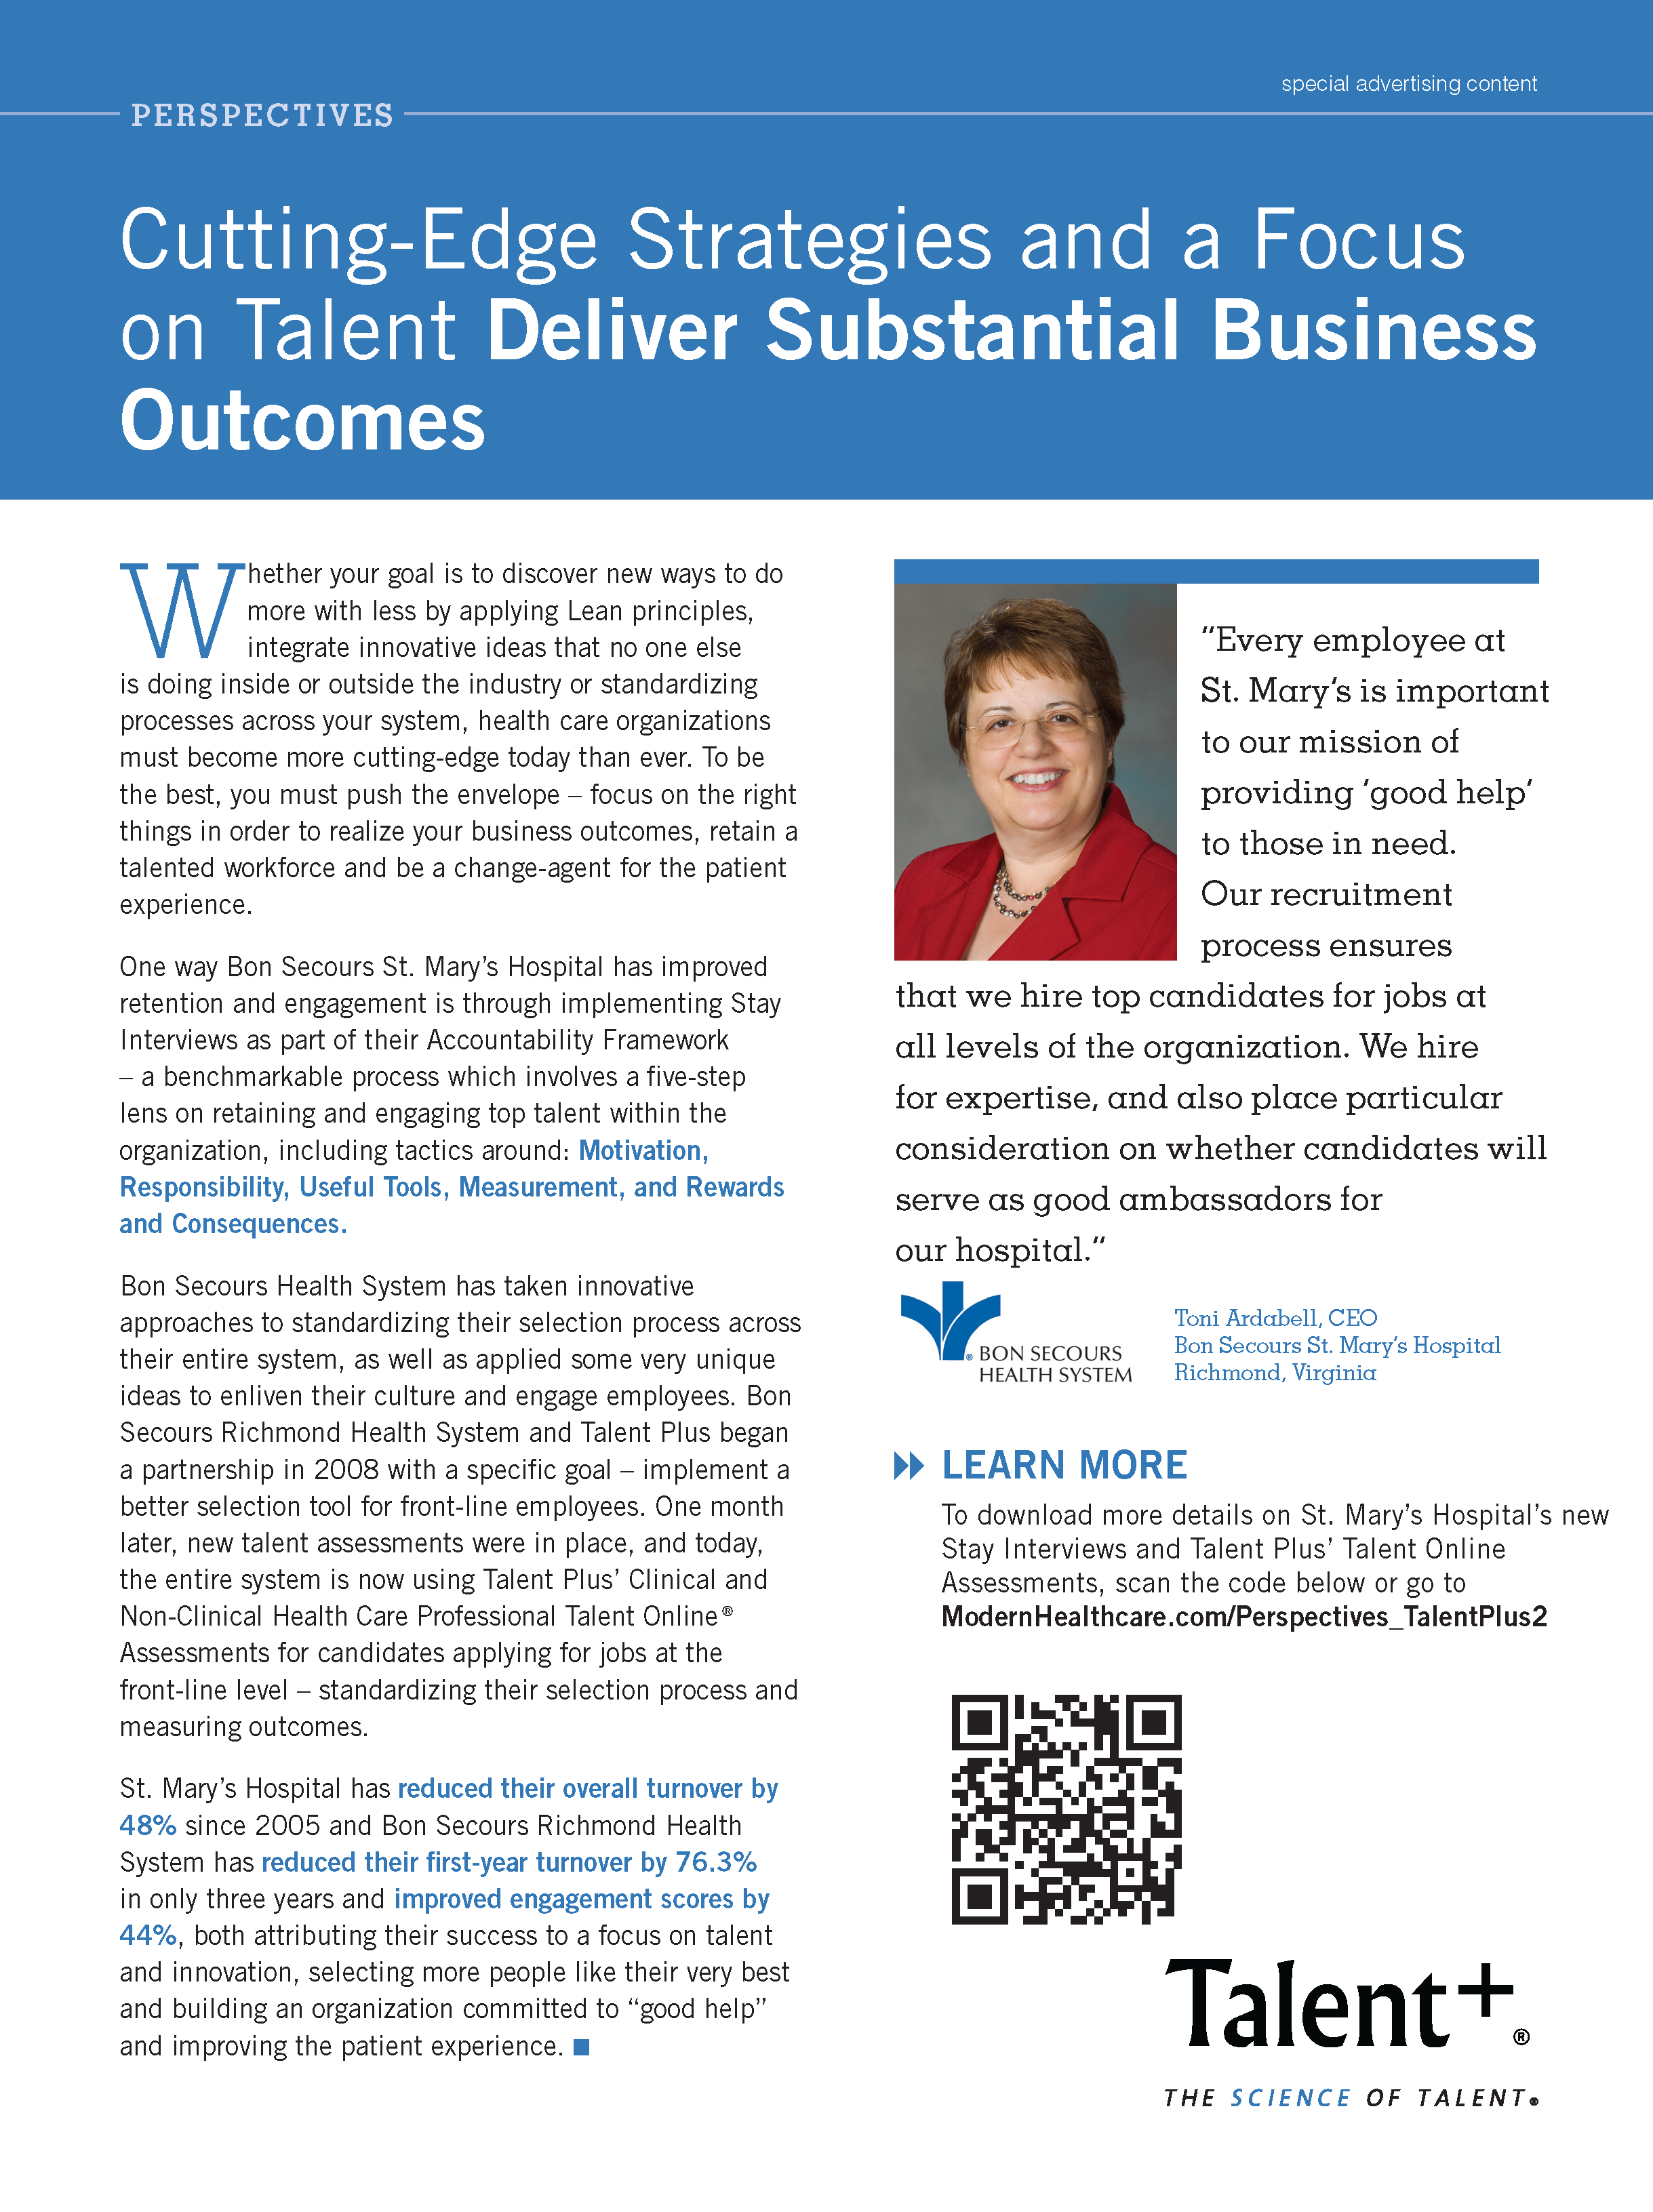 special advertising content
PERSPECTIVES
Cutting-Edge Strategies and a Focus
on Talent Deliver Substantial Business
Outcomes
Whether your goal is to discover new ways to do
more with less by applying Lean principles,
integrate innovative ideas that no one else
is doing inside or outside the industry or standardizing
processes across your system, health care organizations
must become more cutting-edge today than ever. To be
the best, you must push the envelope – focus on the right
things in order to realize your business outcomes, retain a
talented workforce and be a change-agent for the patient
experience.
One way Bon Secours St. Mary’s Hospital has improved
retention and engagement is through implementing Stay
Interviews as part of their Accountability Framework
– a benchmarkable process which involves a five-step
lens on retaining and engaging top talent within the
organization, including tactics around: Motivation,
Responsibility, Useful Tools, Measurement, and Rewards
and Consequences.
Bon Secours Health System has taken innovative
approaches to standardizing their selection process across
their entire system, as well as applied some very unique
ideas to enliven their culture and engage employees. Bon
Secours Richmond Health System and Talent Plus began
a partnership in 2008 with a specific goal – implement a
better selection tool for front-line employees. One month
later, new talent assessments were in place, and today,
the entire system is now using Talent Plus’ Clinical and
Non-Clinical Health Care Professional Talent Online®
Assessments for candidates applying for jobs at the
front-line level – standardizing their selection process and
measuring outcomes.
St. Mary’s Hospital has reduced their overall turnover by
48% since 2005 and Bon Secours Richmond Health
System has reduced their first-year turnover by 76.3%
in only three years and improved engagement scores by
44%, both attributing their success to a focus on talent
and innovation, selecting more people like their very best
and building an organization committed to “good help”
and improving the patient experience.
“Every employee at
St. Mary’s is important
to our mission of
providing ‘good help’
to those in need.
Our recruitment
process ensures
that we hire top candidates for jobs at
all levels of the organization. We hire
for expertise, and also place particular
consideration on whether candidates will
serve as good ambassadors for
our hospital.”
® BON SECOURS
HEALTH SYSTEM
Toni Ardabell, CEO
Bon Secours St. Mary’s Hospital
Richmond, Virginia
LEARN MORE
To download more details on St. Mary’s Hospital’s new
Stay Interviews and Talent Plus’ Talent Online
Assessments, scan the code below or go to
ModernHealthcare.com/Perspectives_TalentPlus2
Talent+®
THE SCIENCE OF TALENT®